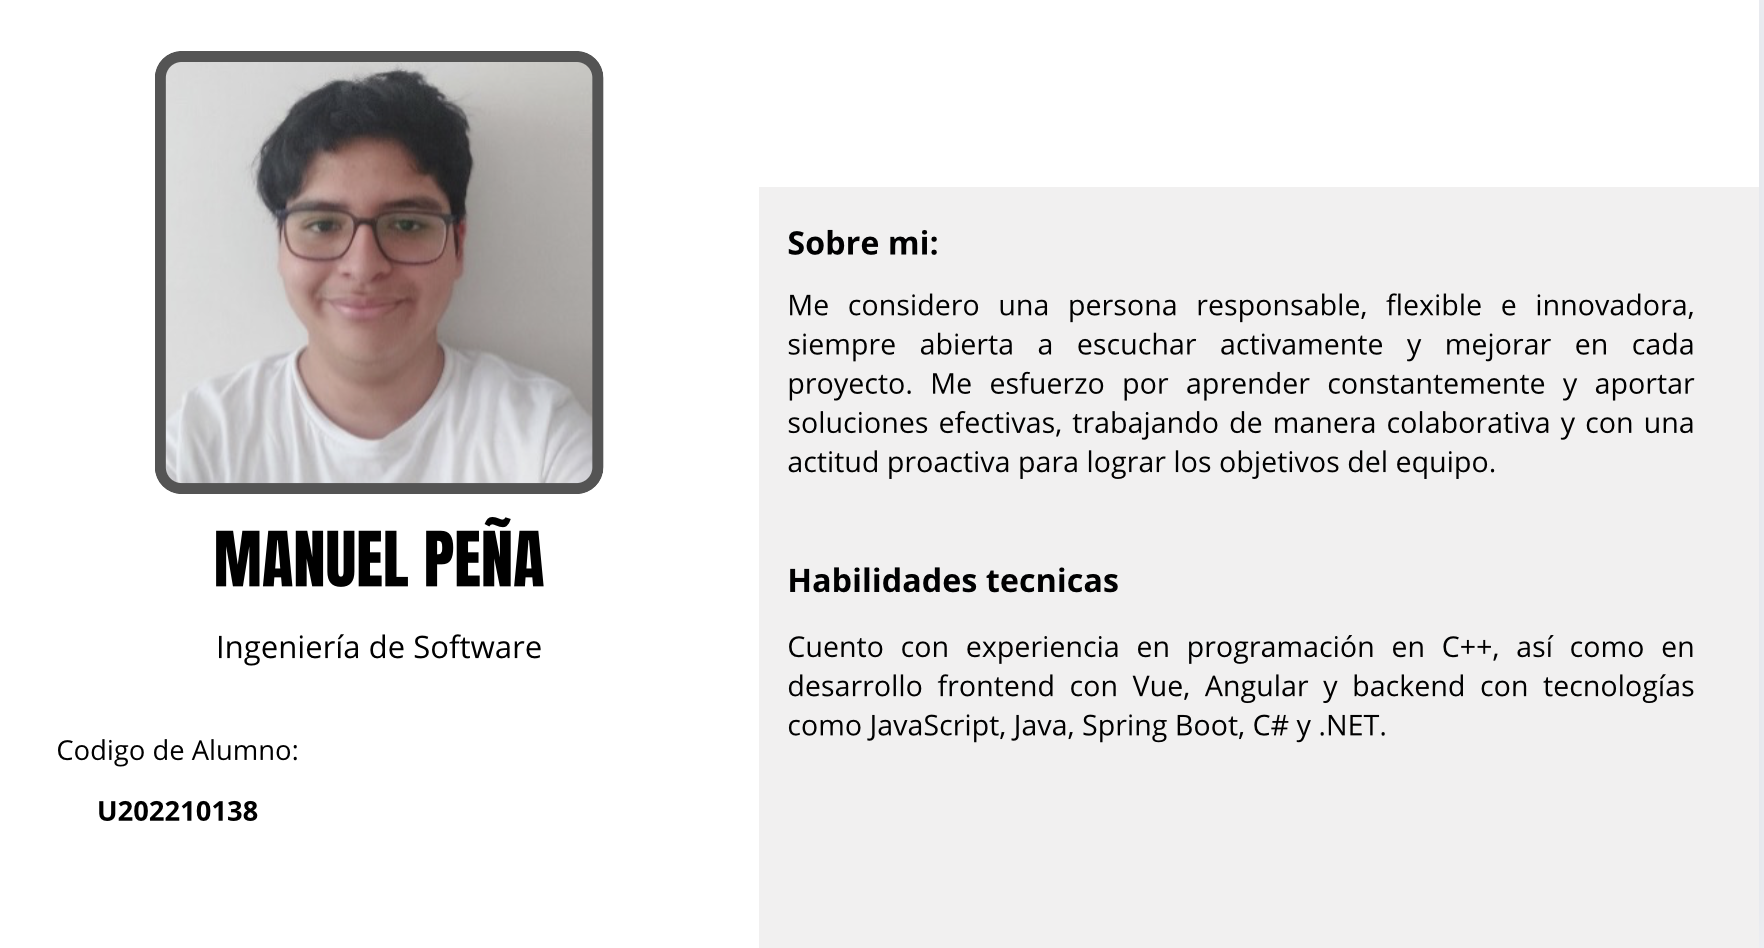 MANUEL PEÑA
Ingeniería de Software
Codigo de Alumno:
U202210138
Sobre mi:
Me considero una persona responsable, flexible e innovadora,
siempre abierta a escuchar activamente y mejorar en cada
proyecto. Me esfuerzo por aprender constantemente y aportar
soluciones efectivas, trabajando de manera colaborativa y con una
actitud proactiva para lograr los objetivos del equipo.
Habilidades tecnicas
Cuento con experiencia en programación en C++, así como en
desarrollo frontend con Vue, Angular y backend con tecnologías
como JavaScript, Java, Spring Boot, C# y .NET.